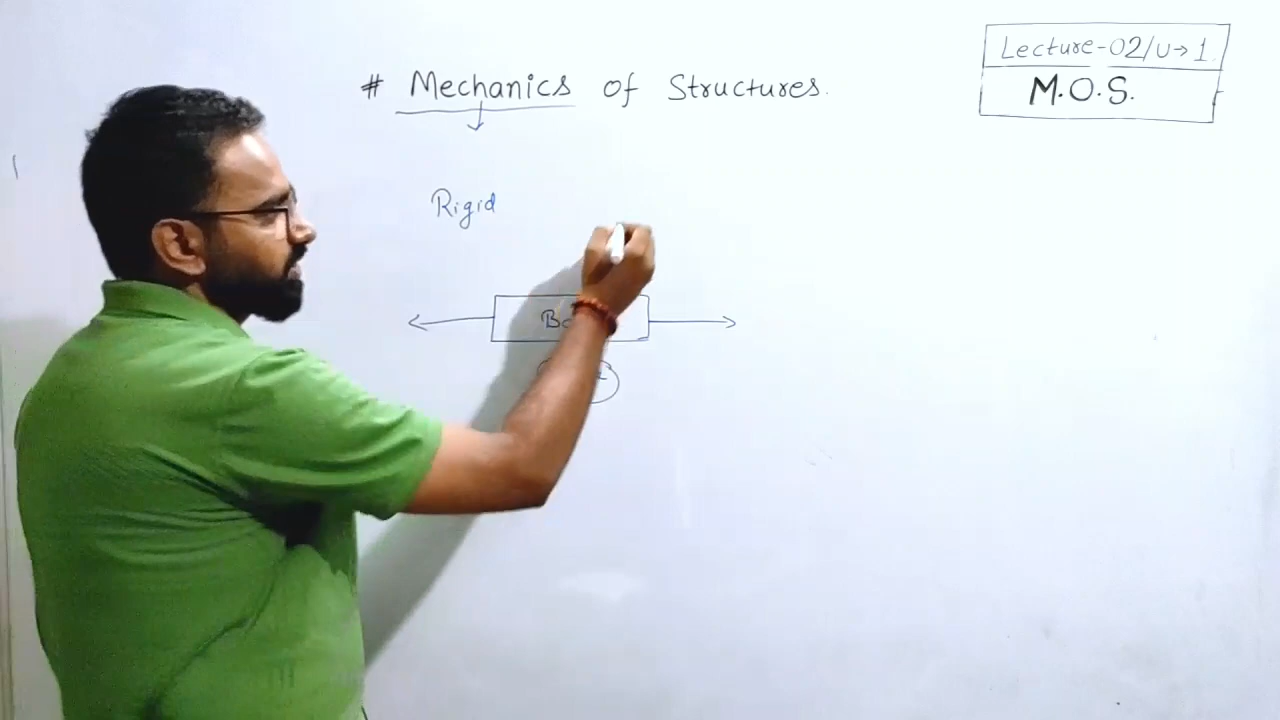 # Mechanics of Structures.
Lecture-02/U→1
M.O.S.
Rigid